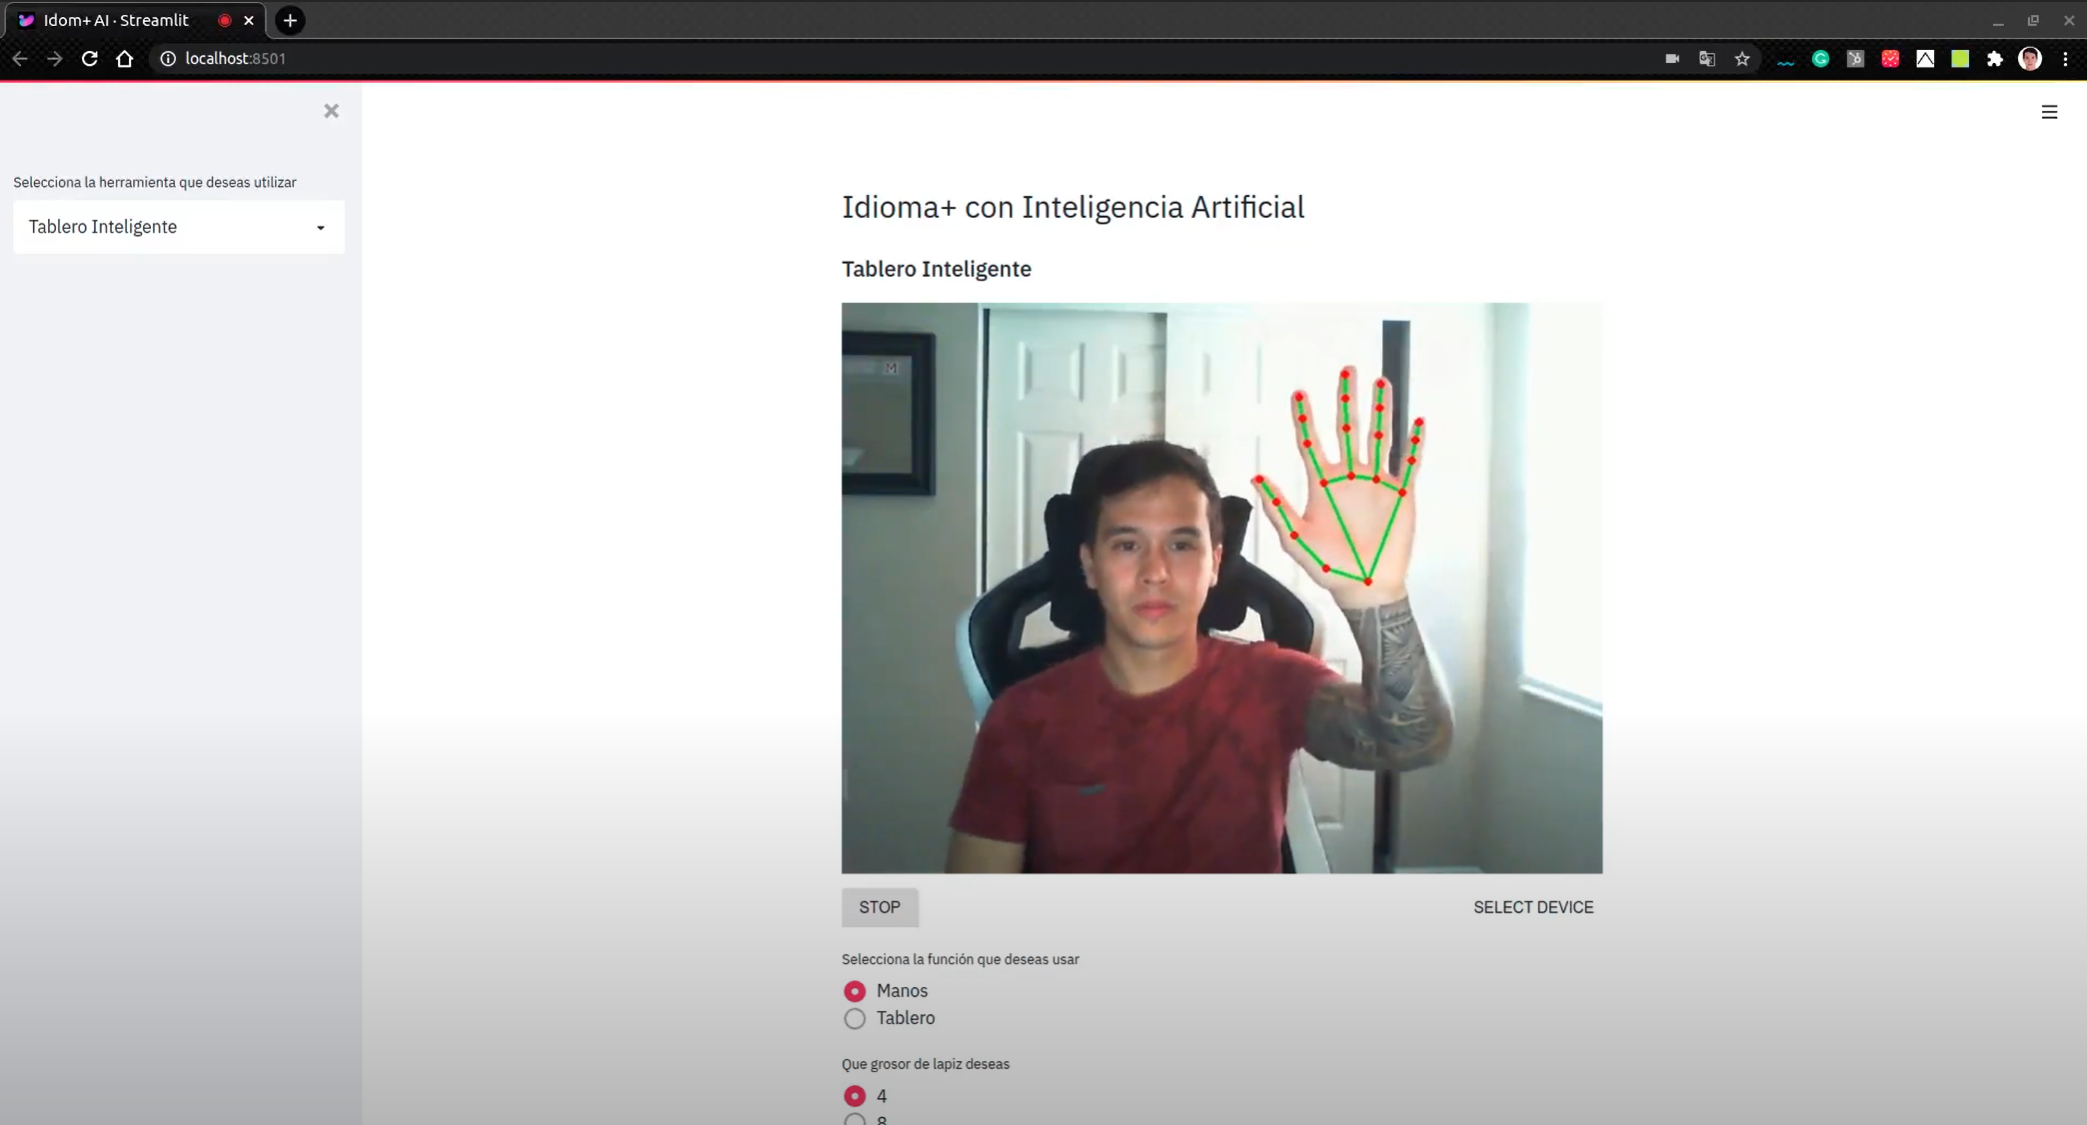 Idom+ AI · Streamlit
localhost:8501
Selecciona la herramienta que deseas utilizar
Tablero Inteligente
Idioma+ con Inteligencia Artificial
Tablero Inteligente
STOP
SELECT DEVICE
Selecciona la función que deseas usar
Manos
Tablero
Que grosor de lapiz deseas
4
8